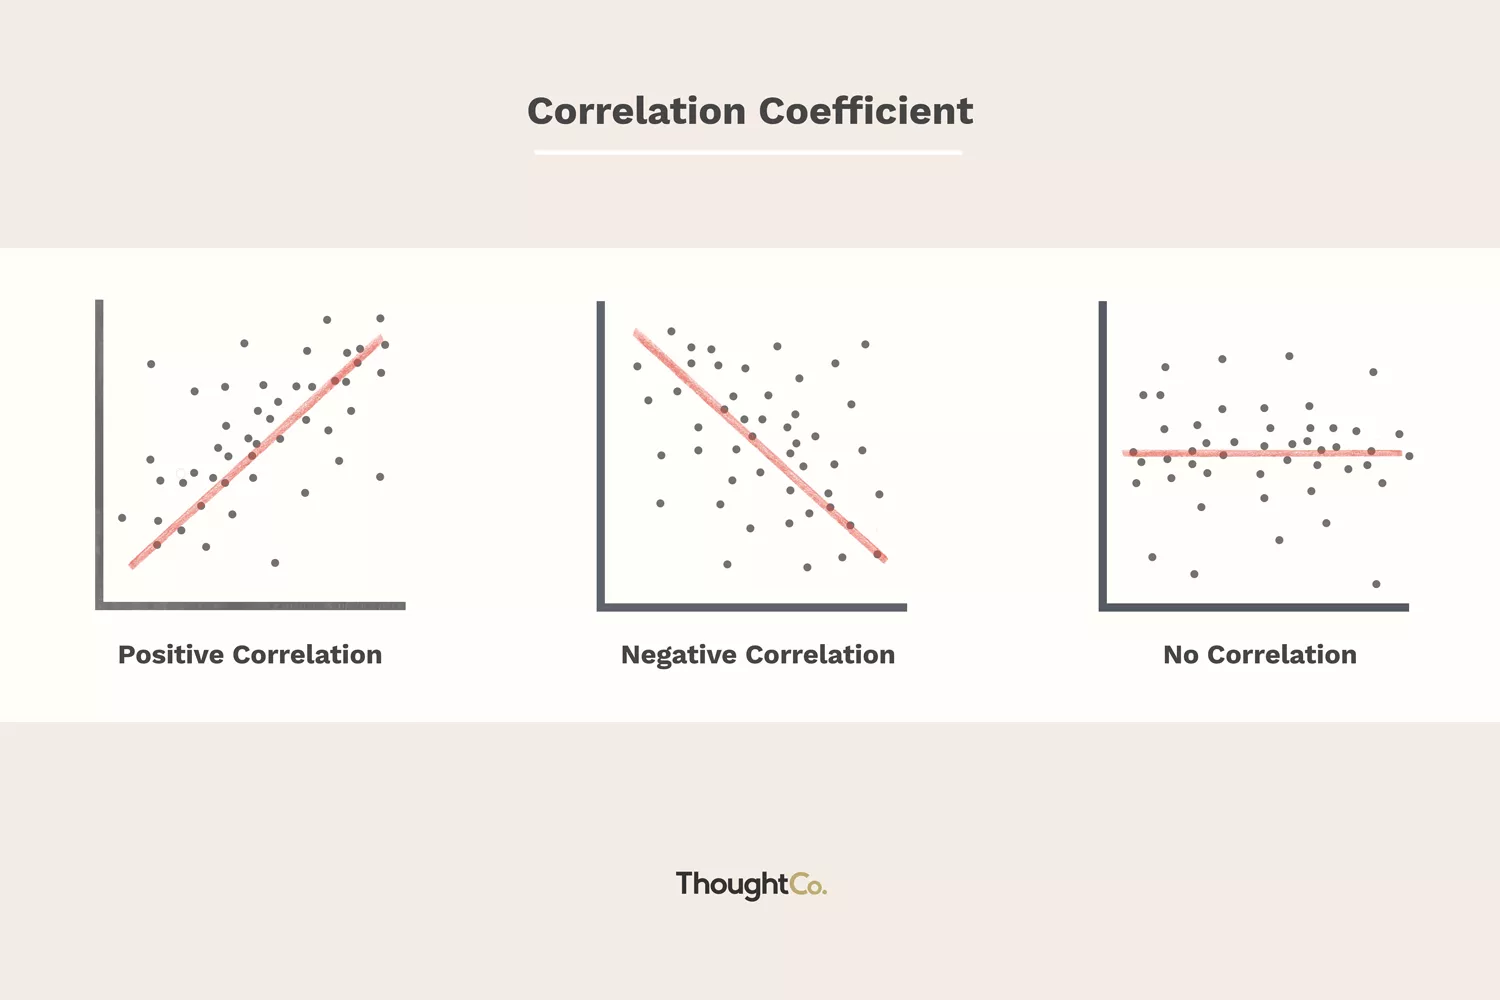 Correlation Coefficient
Positive Correlation
Negative Correlation
No Correlation
ThoughtCo.